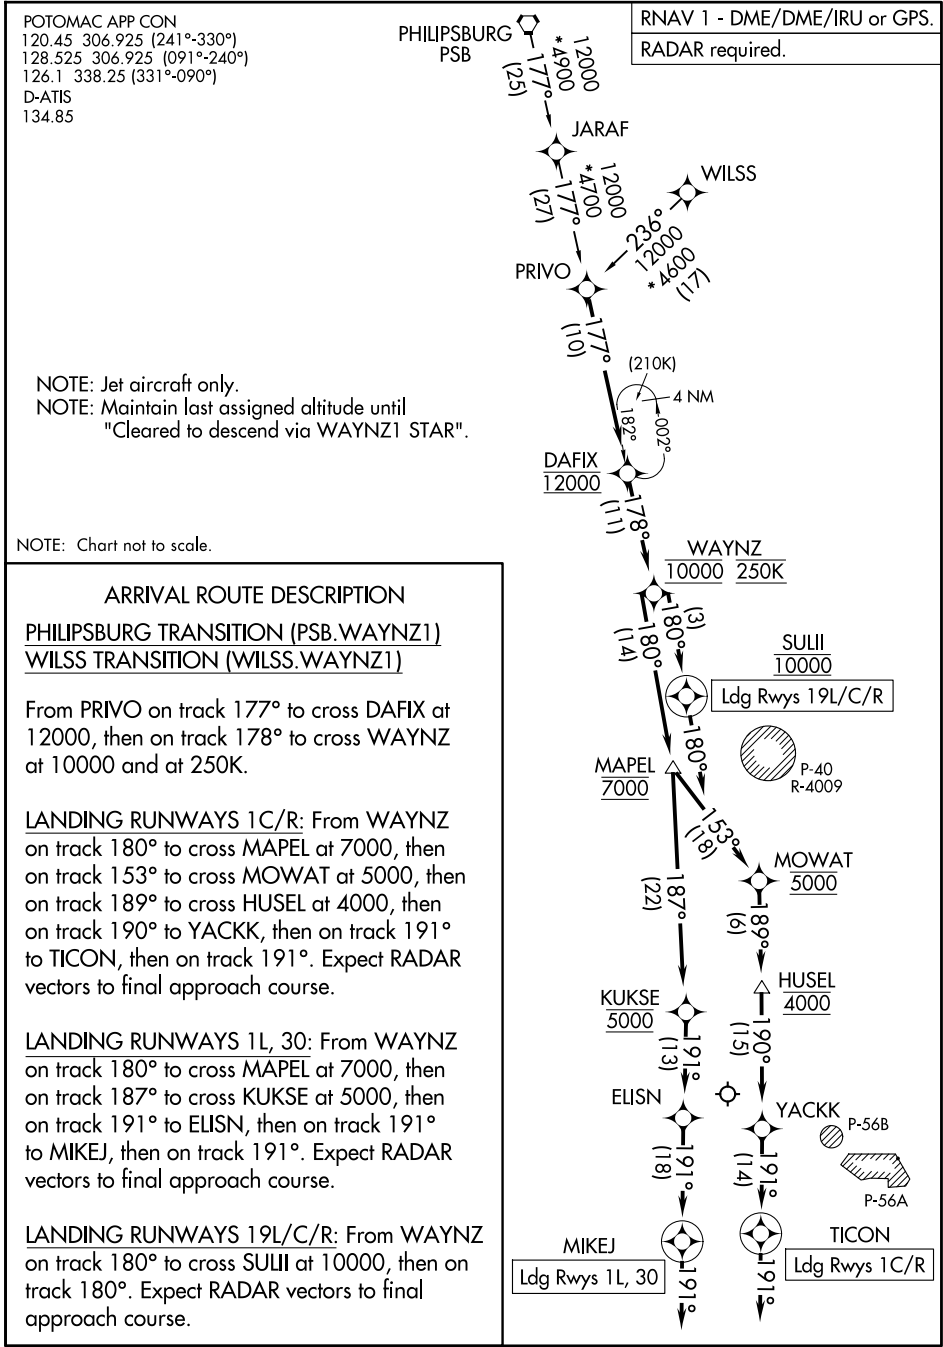 POTOMAC APP CON
120.45 306.925 (241°-330°)
128.525 306.925 (091°-240°)
126.1 338.25 (331°-090°)
D-ATIS
134.85
RNAV 1 - DME/DME/IRU or GPS.
RADAR required.
PHILIPSBURG
PSB
177°
(25)
12000
*4900
JARAF
177°
(27)
12000
*4700
WILSS
236°
12000
*4600
(17)
PRIVO
177°
(10)
(210K)
4 NM
182°
002°
NOTE: Jet aircraft only.
NOTE: Maintain last assigned altitude until
"Cleared to descend via WAYNZ1 STAR".
DAFIX
12000
178°
(11)
NOTE: Chart not to scale.
WAYNZ
10000 250K
180°
(14)
180°
(3)
SULII
10000
Ldg Rwys 19L/C/R
180°
P-40
R-4009
MAPEL
7000
153°
(18)
MOWAT
5000
187°
(22)
189°
(6)
HUSEL
4000
KUKSE
5000
191°
(13)
190°
(15)
ELISN
YACKK
P-56B
P-56A
191°
(18)
191°
(14)
MIKEJ
Ldg Rwys 1L, 30
191°
TICON
Ldg Rwys 1C/R
191°
ARRIVAL ROUTE DESCRIPTION
PHILIPSBURG TRANSITION (PSB.WAYNZ1)
WILSS TRANSITION (WILSS.WAYNZ1)
From PRIVO on track 177° to cross DAFIX at
12000, then on track 178° to cross WAYNZ
at 10000 and at 250K.
LANDING RUNWAYS 1C/R: From WAYNZ
on track 180° to cross MAPEL at 7000, then
on track 153° to cross MOWAT at 5000, then
on track 189° to cross HUSEL at 4000, then
on track 190° to YACKK, then on track 191°
to TICON, then on track 191°. Expect RADAR
vectors to final approach course.
LANDING RUNWAYS 1L, 30: From WAYNZ
on track 180° to cross MAPEL at 7000, then
on track 187° to cross KUKSE at 5000, then
on track 191° to ELISN, then on track 191°
to MIKEJ, then on track 191°. Expect RADAR
vectors to final approach course.
LANDING RUNWAYS 19L/C/R: From WAYNZ
on track 180° to cross SULII at 10000, then on
track 180°. Expect RADAR vectors to final
approach course.